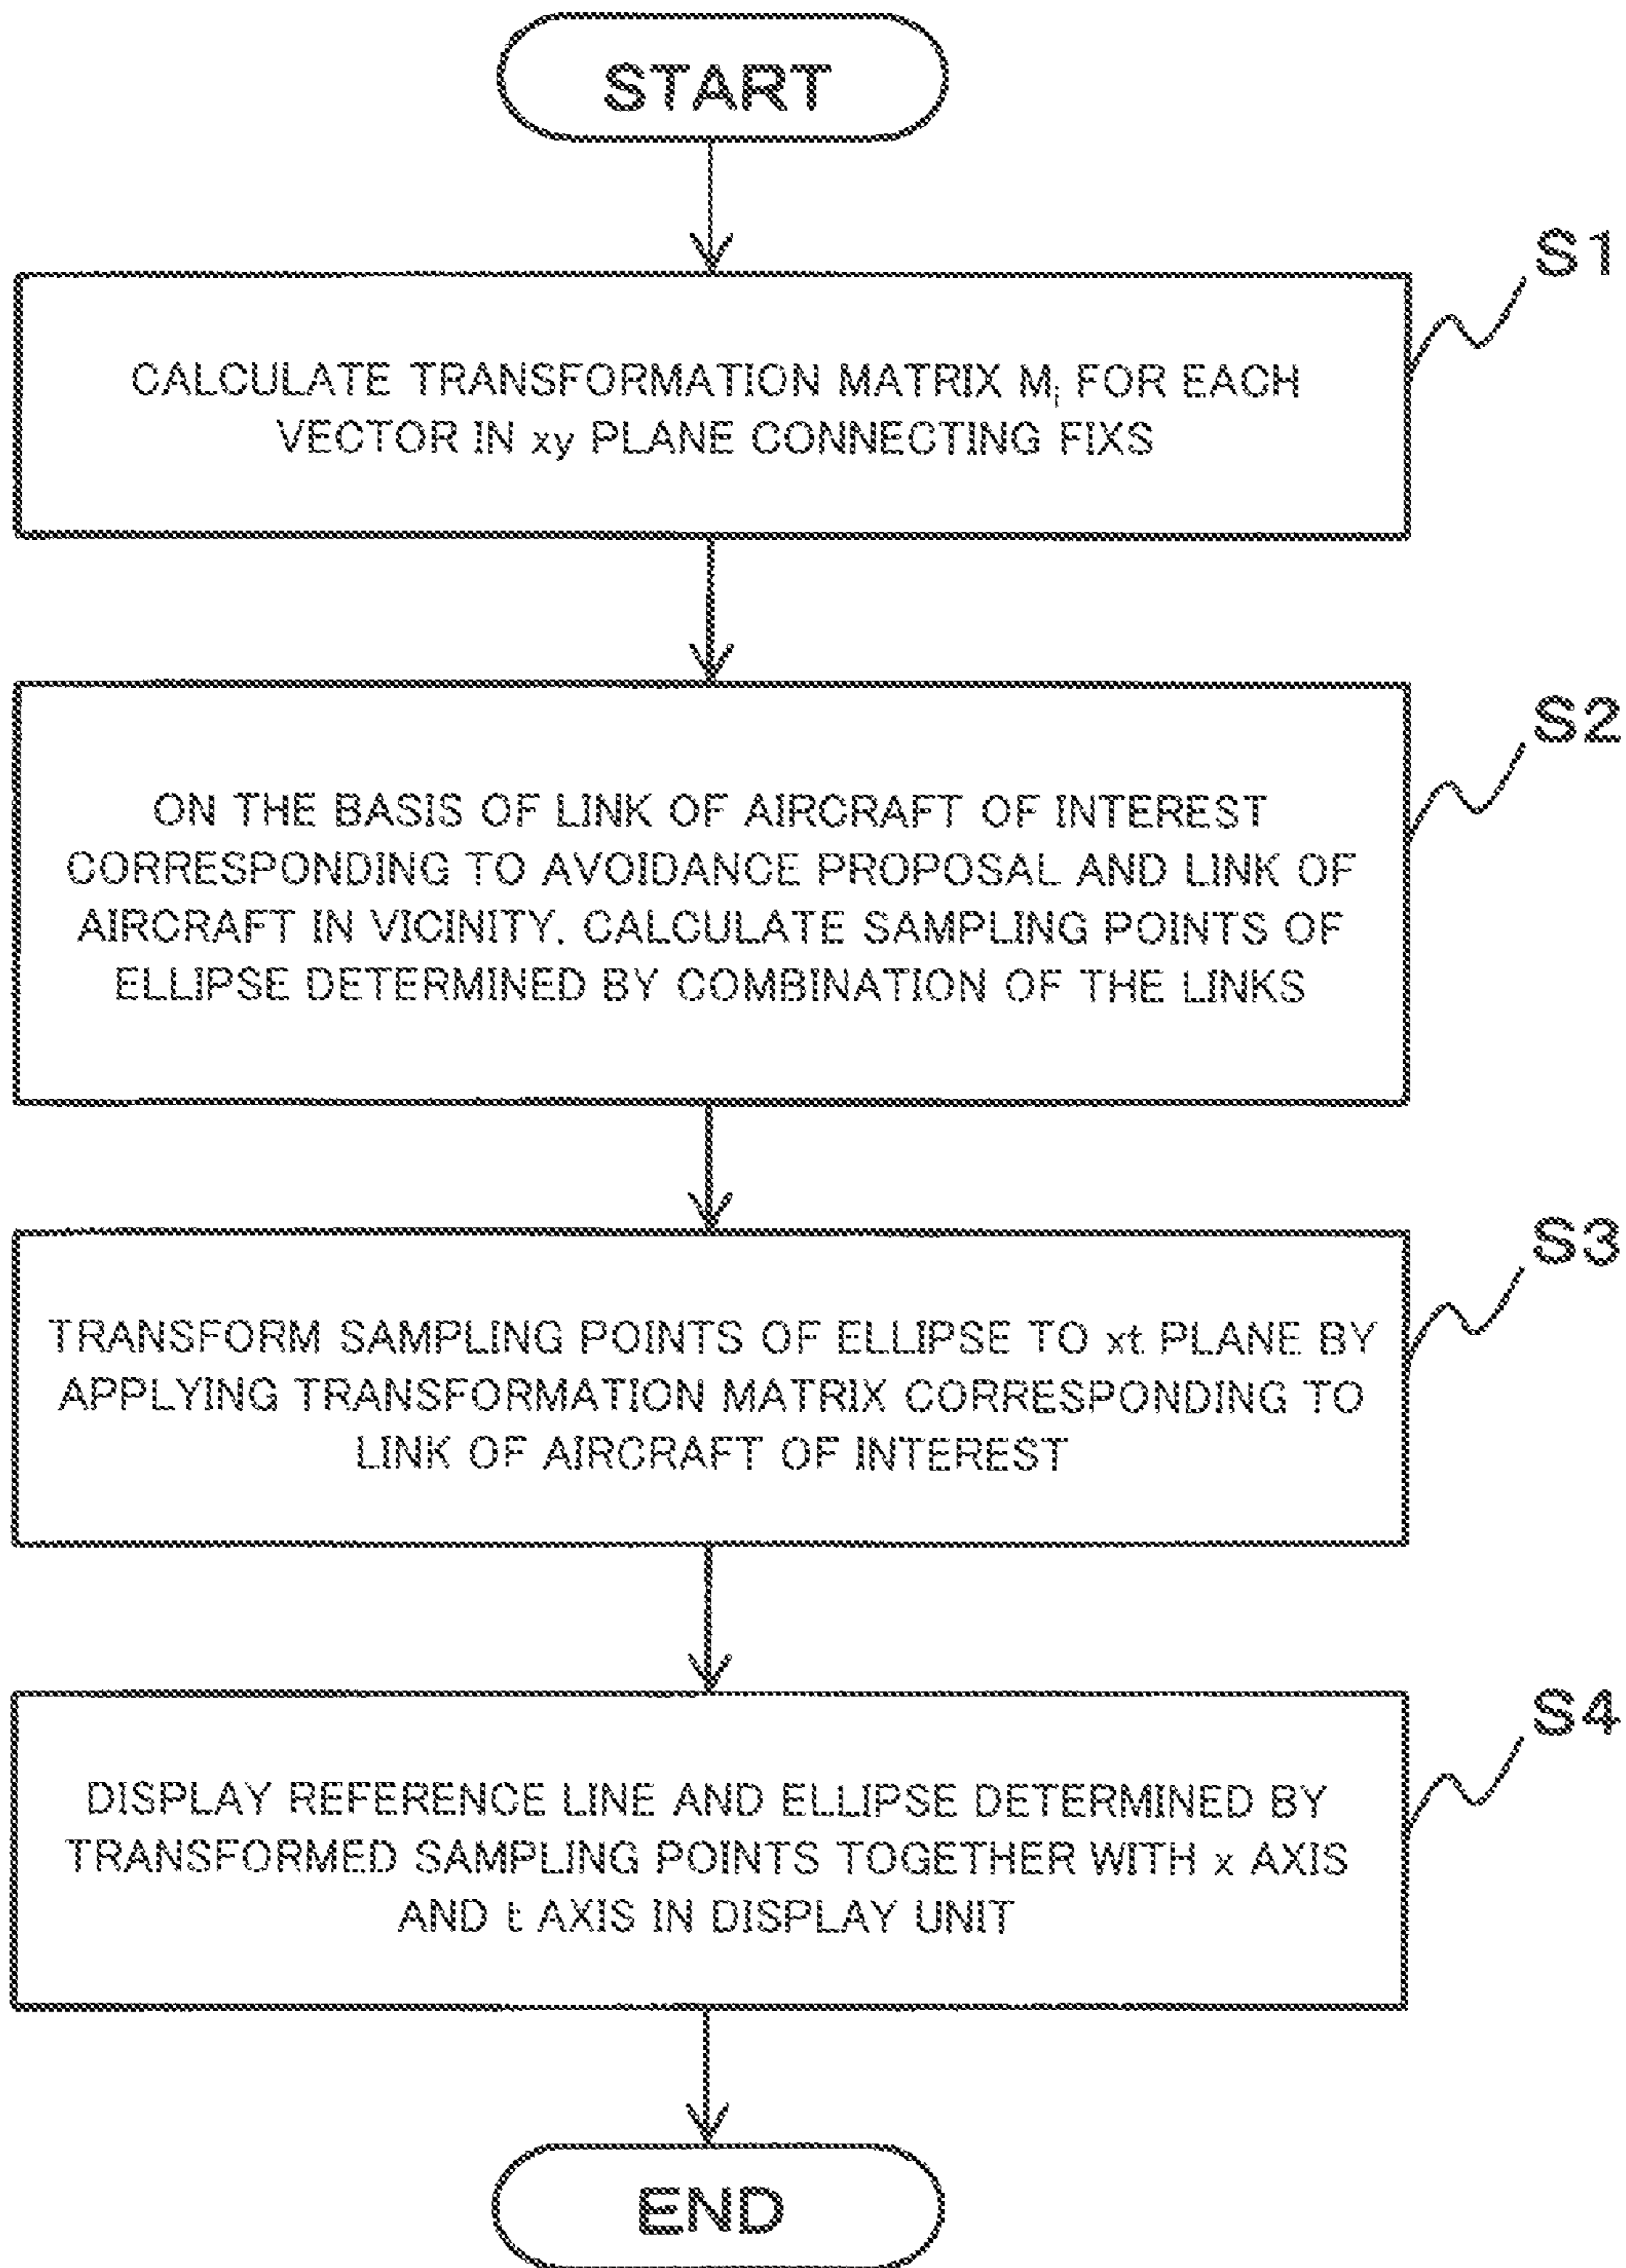 START
S1
CALCULATE TRANSFORMATION MATRIX Mi FOR EACH
VECTOR IN xy PLANE CONNECTING FIXS
S2
ON THE BASIS OF LINK OF AIRCRAFT OF INTEREST
CORRESPONDING TO AVOIDANCE PROPOSAL AND LINK OF
AIRCRAFT IN VICINITY, CALCULATE SAMPLING POINTS OF
ELLIPSE DETERMINED BY COMBINATION OF THE LINKS
S3
TRANSFORM SAMPLING POINTS OF ELLIPSE TO xt PLANE BY
APPLYING TRANSFORMATION MATRIX CORRESPONDING TO
LINK OF AIRCRAFT OF INTEREST
S4
DISPLAY REFERENCE LINE AND ELLIPSE DETERMINED BY
TRANSFORMED SAMPLING POINTS TOGETHER WITH x AXIS
AND t AXIS IN DISPLAY UNIT
END